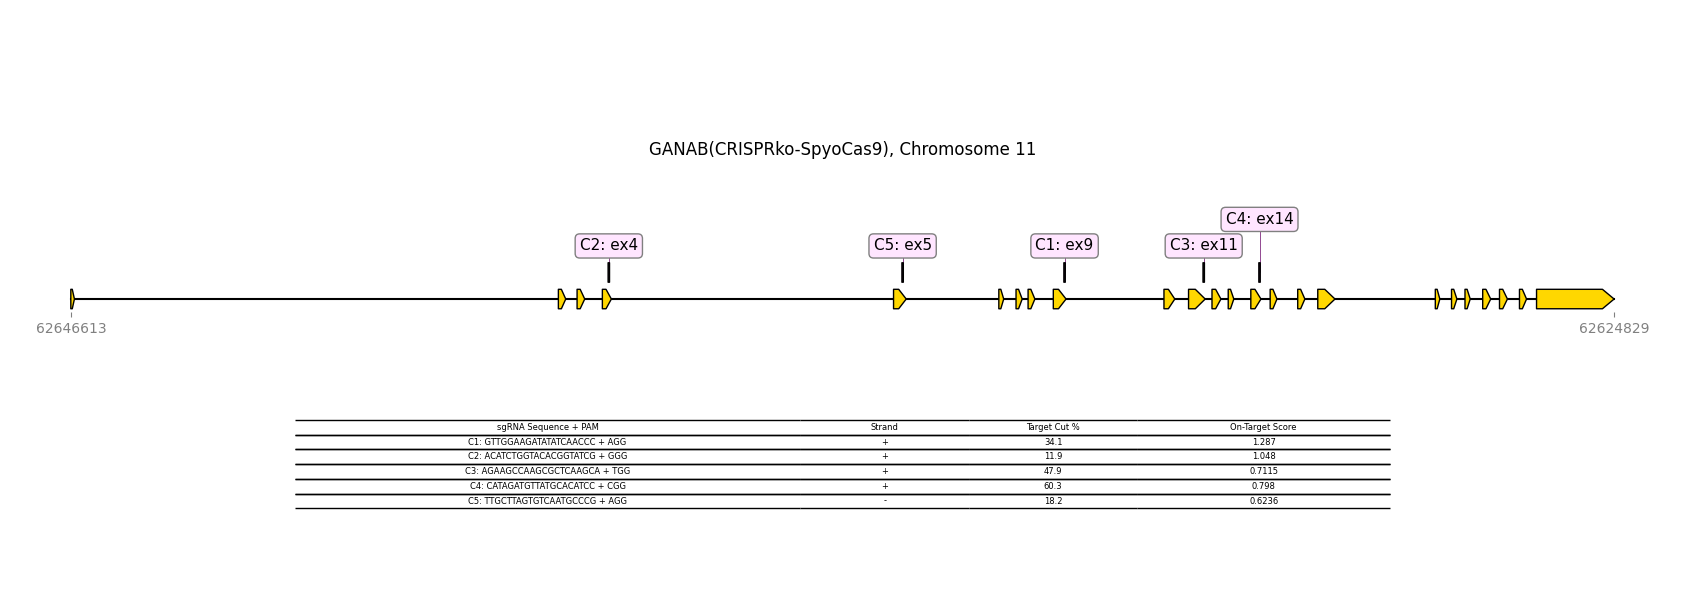 GANAB(CRISPRko-SpyoCas9), Chromosome 11
C4: ex14
C2: ex4 C5: ex5 C1: ex9 C3: ex11
62646613 62624829
sgRNA Sequence + PAM Strand Target Cut % On-Target Score
C1: GTTGGAAGATATATCAACCC + AGG + 34.1 1.287
C2: ACATCTGGTACACGGTATCG + GGG + 11.9 1.048
C3: AGAAGCCAAGCGCTCAAGCA + TGG + 47.9 0.7115
C4: CATAGATGTTATGCACATCC + CGG + 60.3 0.798
C5: TTGCTTAGTGTCAATGCCCG + AGG - 18.2 0.6236